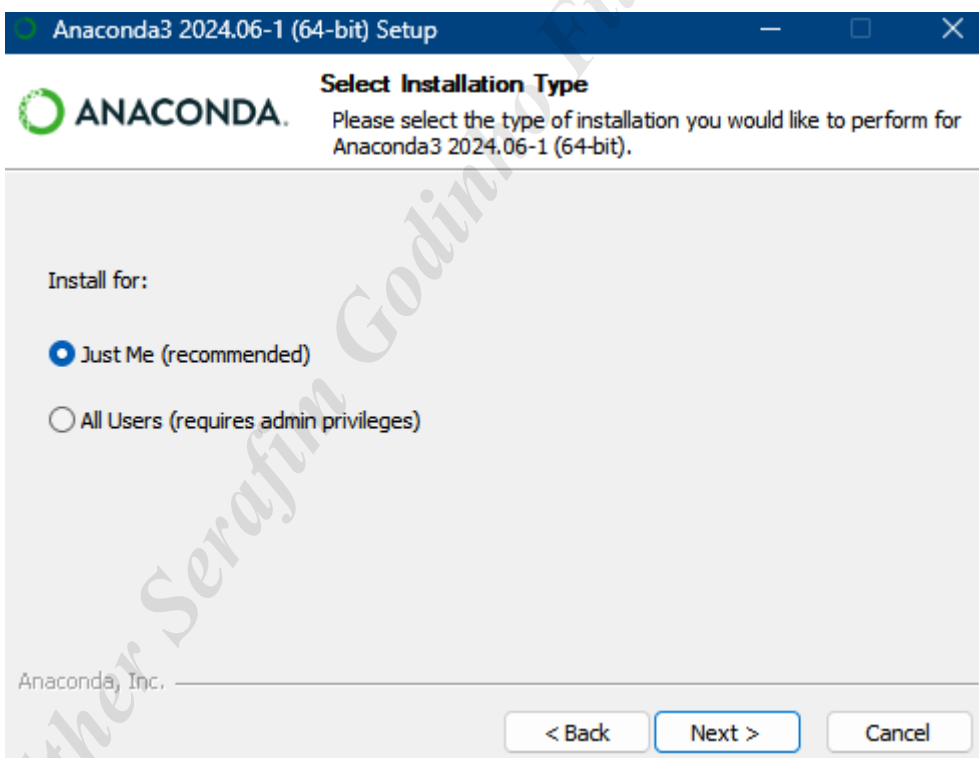 Anaconda3 2024.06-1 (64-bit) Setup
ANACONDA.
Select Installation Type
Please select the type of installation you would like to perform for
Anaconda3 2024.06-1 (64-bit).
Install for:
Just Me (recommended)
All Users (requires admin privileges)
Anaconda, Inc.
< Back
Next >
Cancel
Serafim Godinho